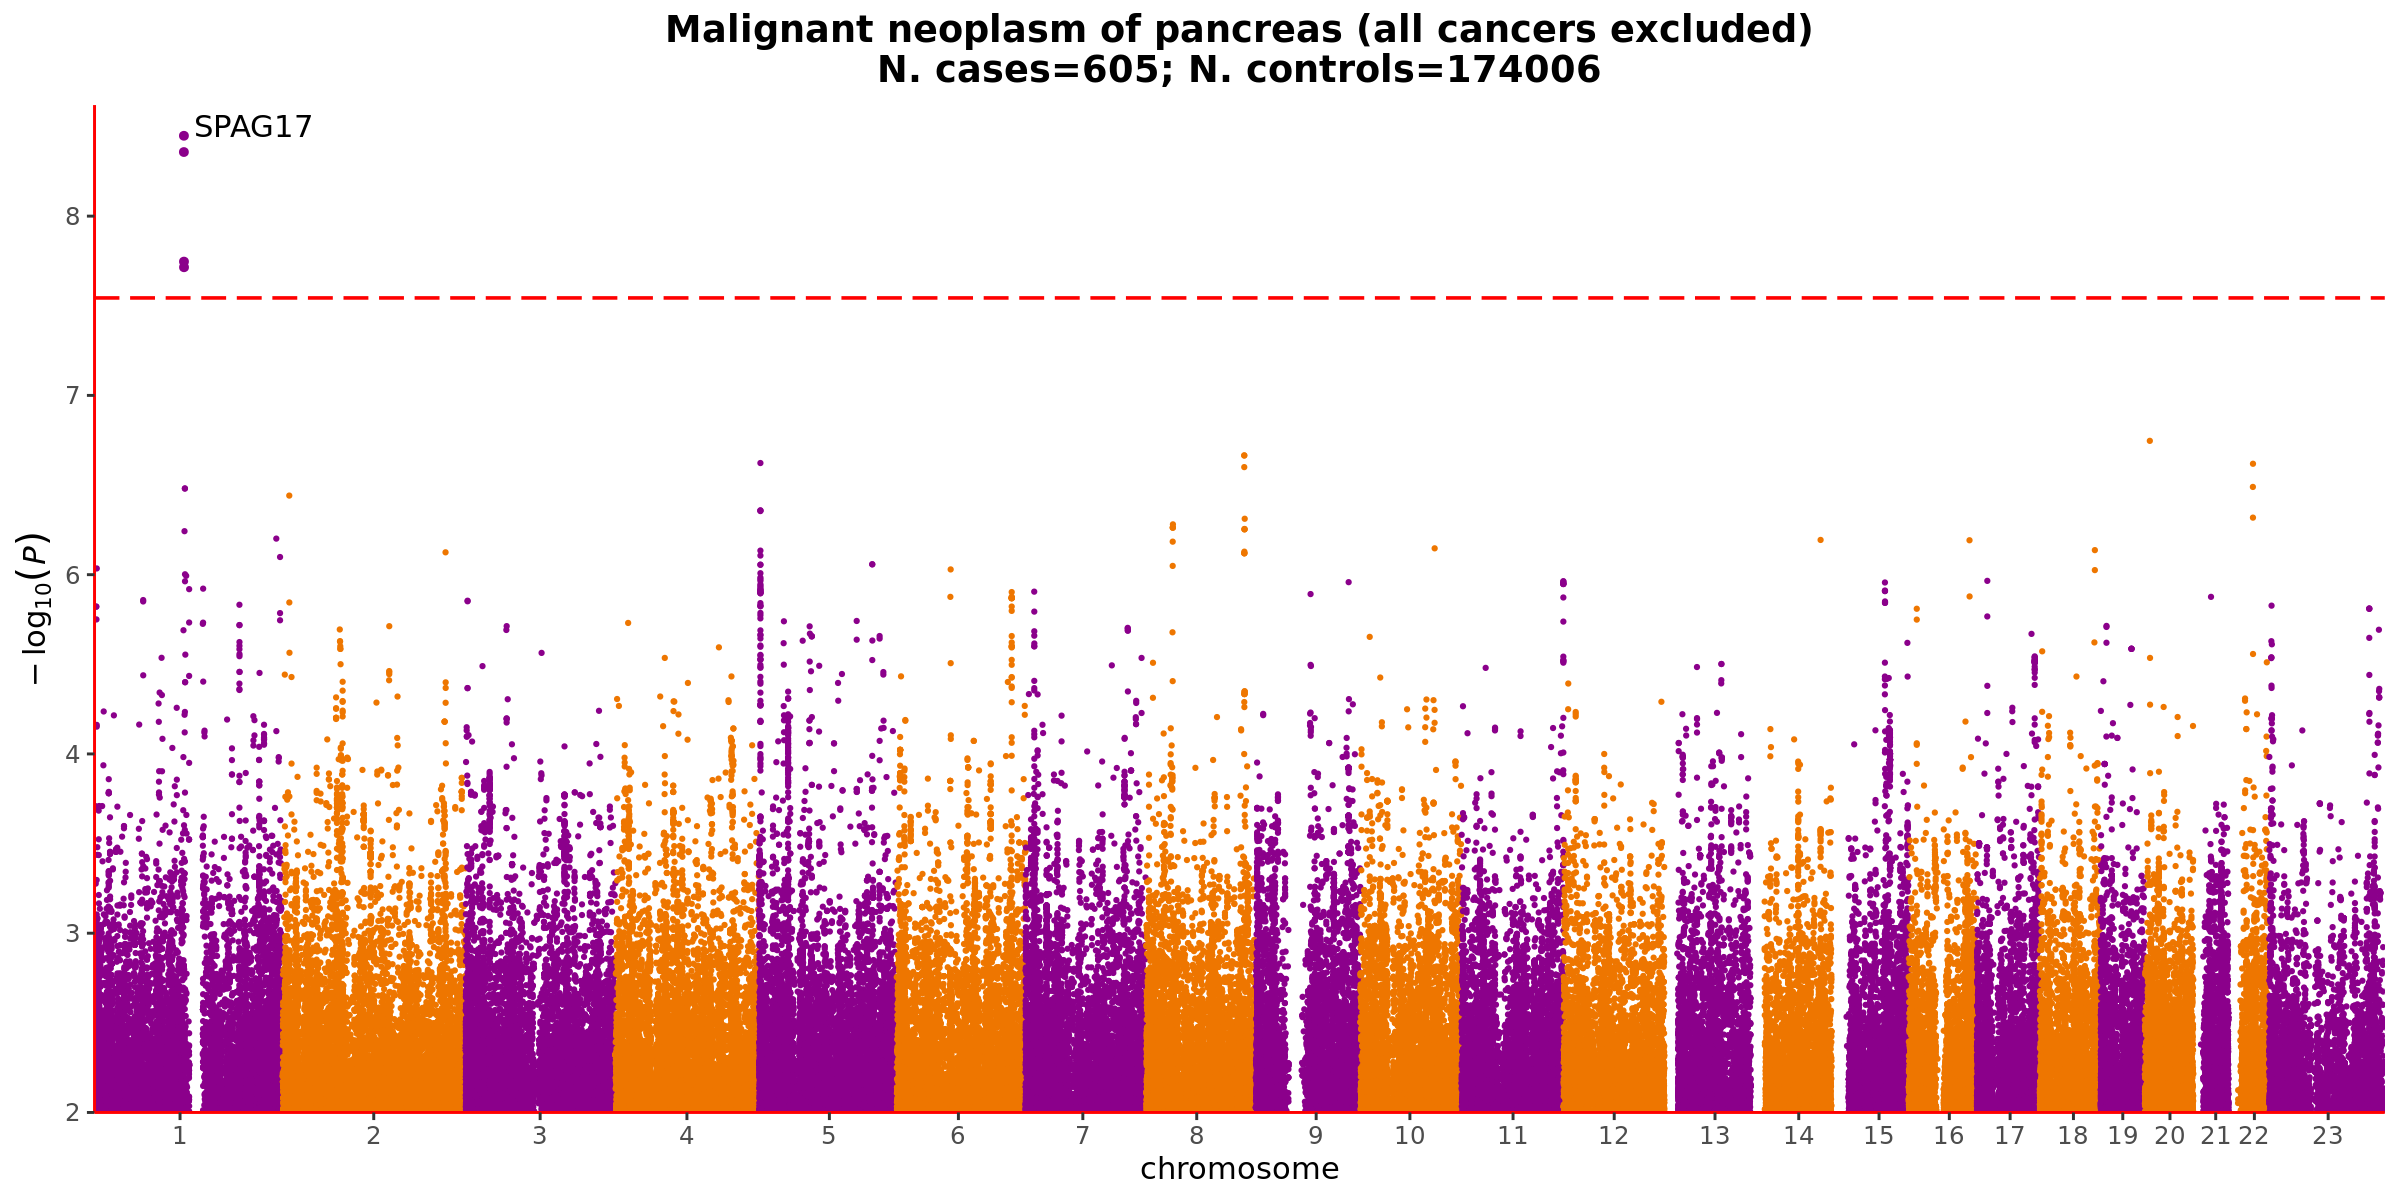 Malignant neoplasm of pancreas (all cancers excluded)
N. cases=605; N. controls=174006
SPAG17
8
7
6
5
4
3
2
−log10(P)
1 2 3 4 5 6 7 8 9 10 11 12 13 14 15 16 17 18 19 20 21 22 23
chromosome